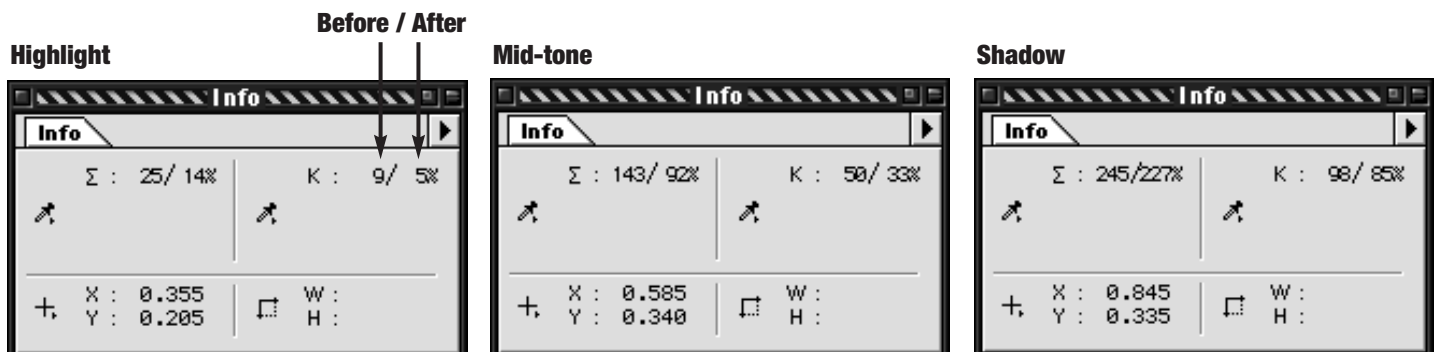 Before / After
Highlight
Info
Info
Σ : 25/ 14%
K : 9/ 5%
X : 0.355
Y : 0.205
W :
H :
Mid-tone
Info
Info
Σ : 143/ 92%
K : 50/ 33%
X : 0.585
Y : 0.340
W :
H :
Shadow
Info
Info
Σ : 245/227%
K : 98/ 85%
X : 0.845
Y : 0.335
W :
H :